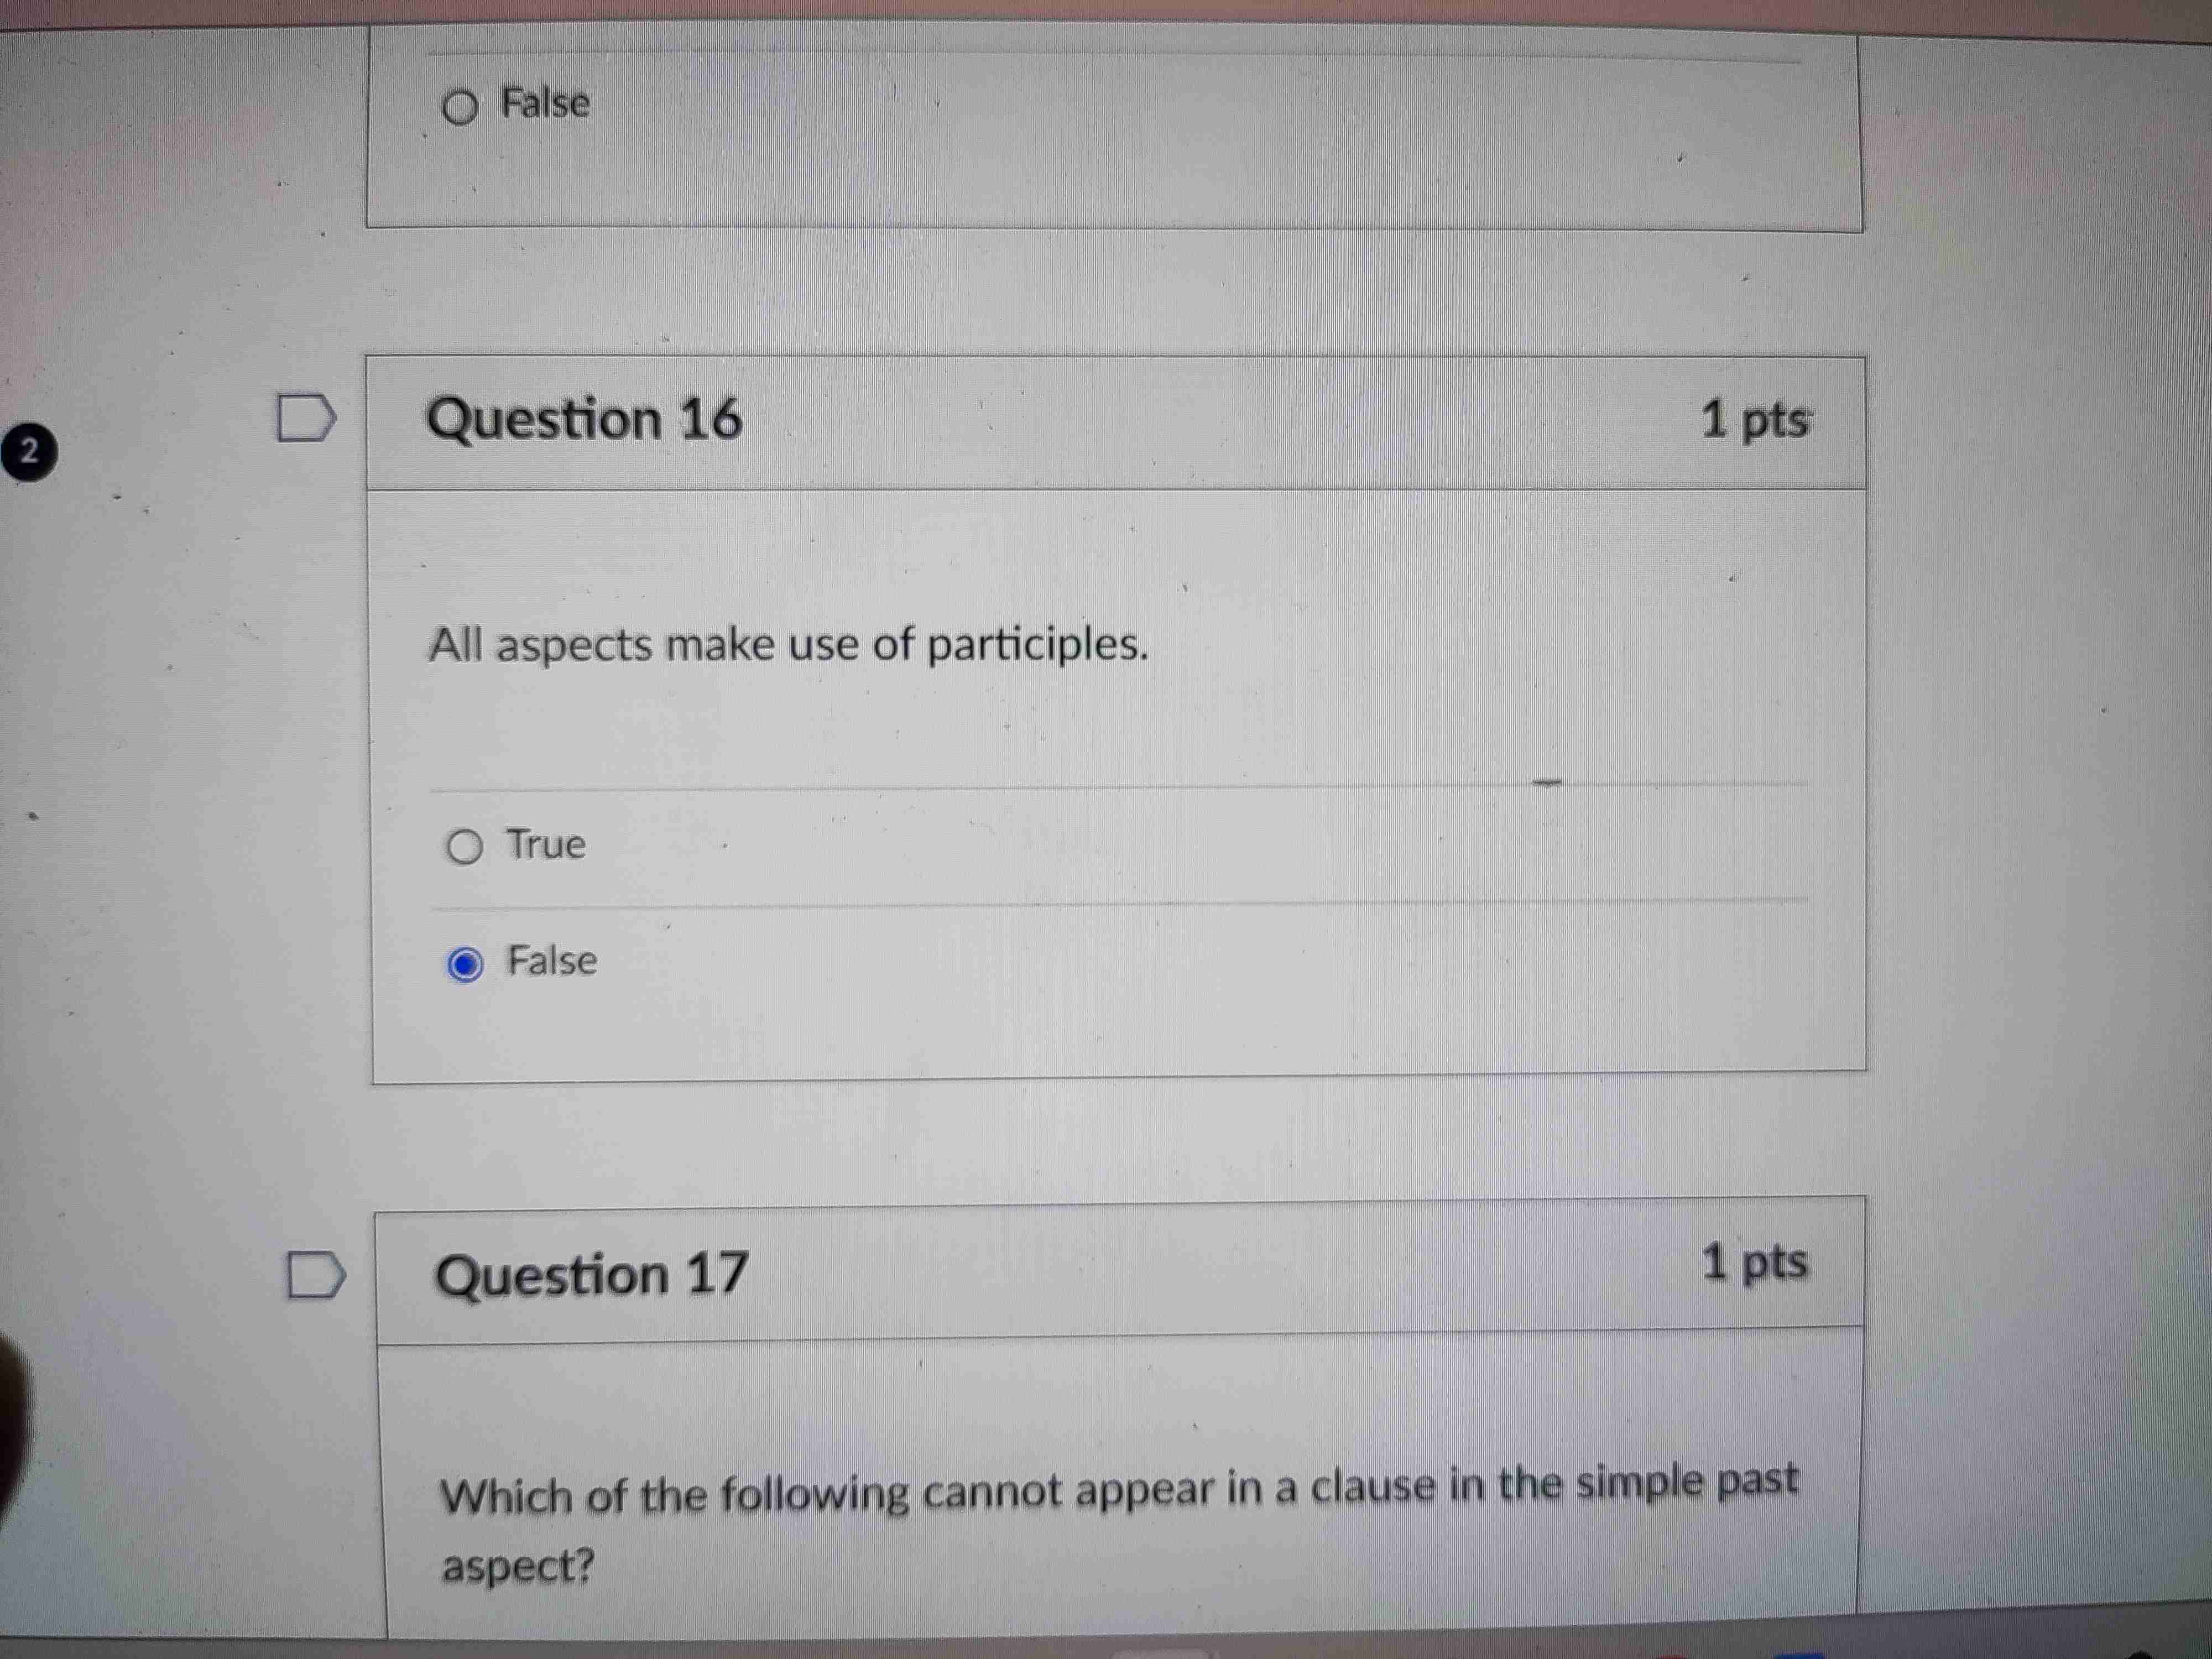 False
2
Question 16
1 pts
All aspects make use of participles.
True
False
Question 17
1 pts
Which of the following cannot appear in a clause in the simple past
aspect?